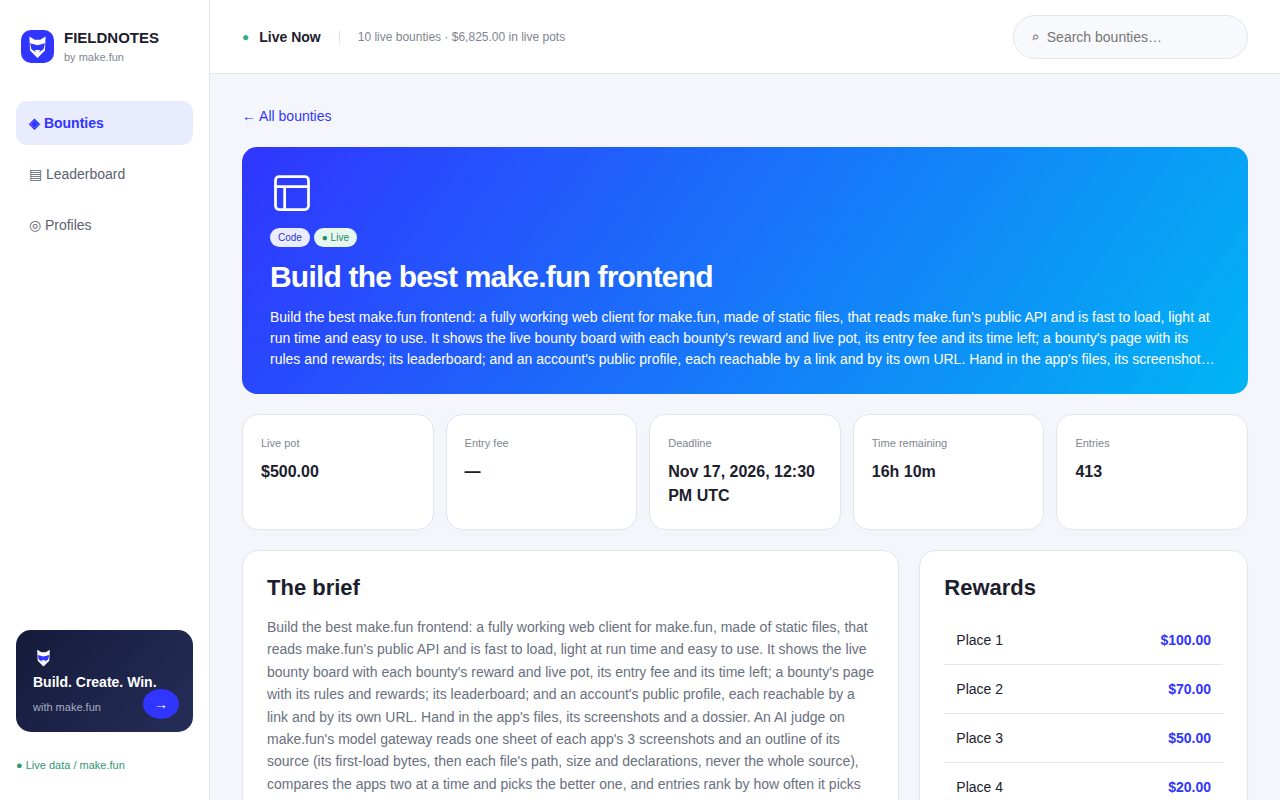 FIELDNOTES
by make.fun
◈ Bounties
▤ Leaderboard
◎ Profiles
Build. Create. Win.
with make.fun
→
● Live data / make.fun
● Live Now
10 live bounties · $6,825.00 in live pots
⌕ Search bounties…
← All bounties
Code
● Live
Build the best make.fun frontend
Build the best make.fun frontend: a fully working web client for make.fun, made of static files, that reads make.fun's public API and is fast to load, light at
run time and easy to use. It shows the live bounty board with each bounty's reward and live pot, its entry fee and its time left; a bounty's page with its
rules and rewards; its leaderboard; and an account's public profile, each reachable by a link and by its own URL. Hand in the app's files, its screenshot…
Live pot
$500.00
Entry fee
—
Deadline
Nov 17, 2026, 12:30
PM UTC
Time remaining
16h 10m
Entries
413
The brief
Build the best make.fun frontend: a fully working web client for make.fun, made of static files, that
reads make.fun's public API and is fast to load, light at run time and easy to use. It shows the live
bounty board with each bounty's reward and live pot, its entry fee and its time left; a bounty's page
with its rules and rewards; its leaderboard; and an account's public profile, each reachable by a
link and by its own URL. Hand in the app's files, its screenshots and a dossier. An AI judge on
make.fun's model gateway reads one sheet of each app's 3 screenshots and an outline of its
source (its first-load bytes, then each file's path, size and declarations, never the whole source),
compares the apps two at a time and picks the better one, and entries rank by how often it picks
Rewards
Place 1
$100.00
Place 2
$70.00
Place 3
$50.00
Place 4
$20.00